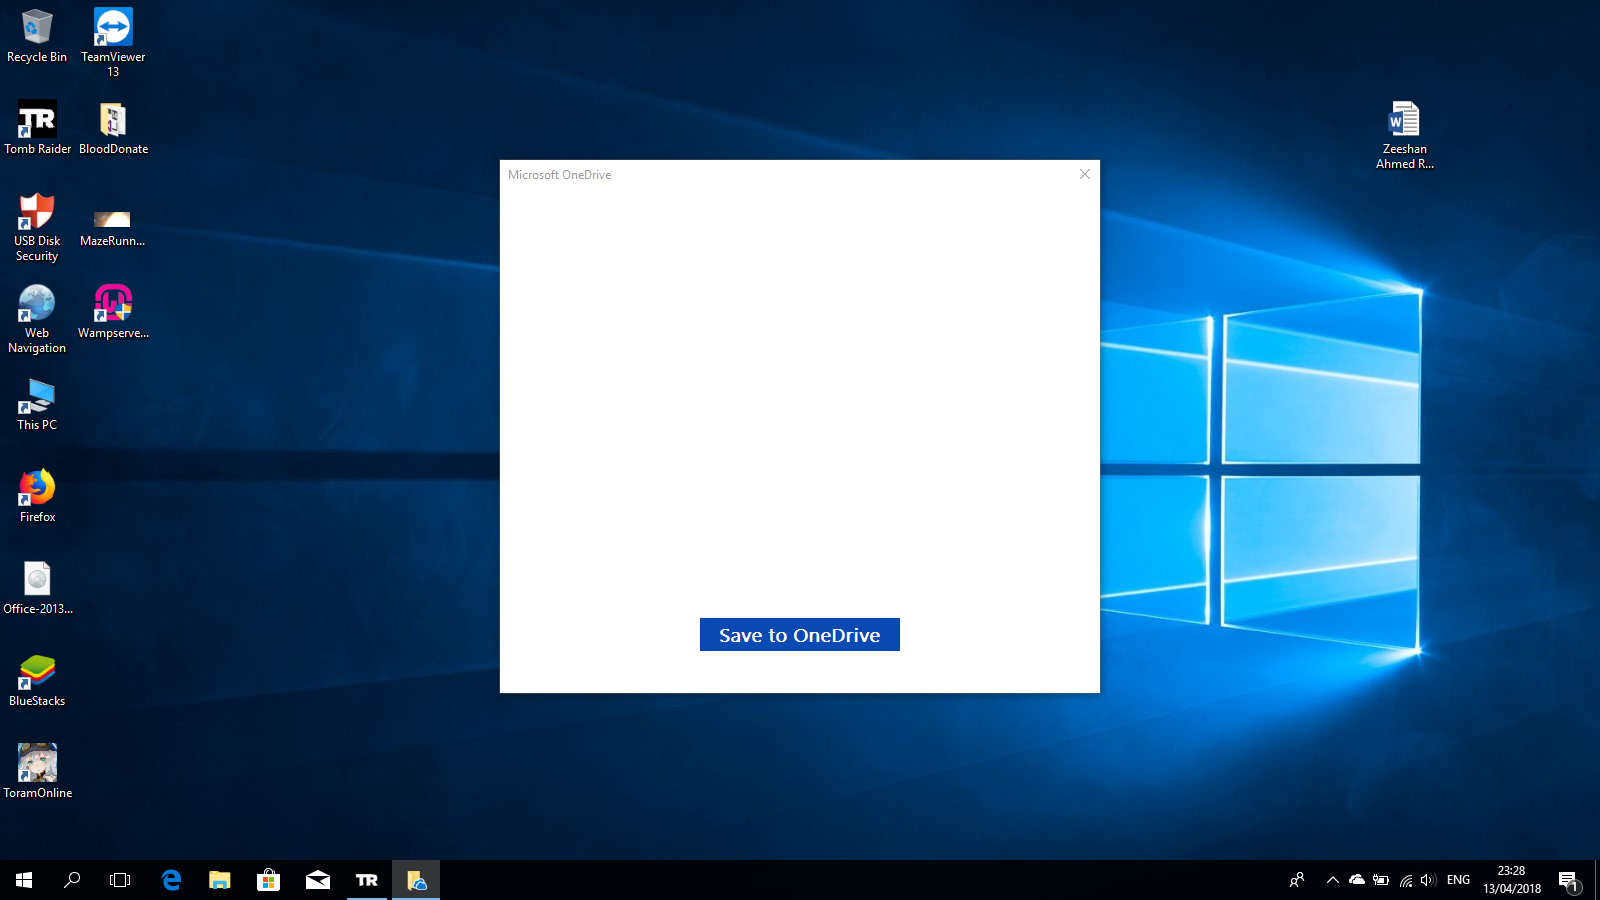 Recycle Bin
TeamViewer
13
TR
Tomb Raider
BloodDonate
USB Disk
Security
MazeRunn...
Web
Navigation
Wampserve...
This PC
Firefox
Office-2013...
BlueStacks
ToramOnline
W
Zeeshan
Ahmed R...
Microsoft OneDrive
Save to OneDrive
TR
ENG
23:28
13/04/2018
1